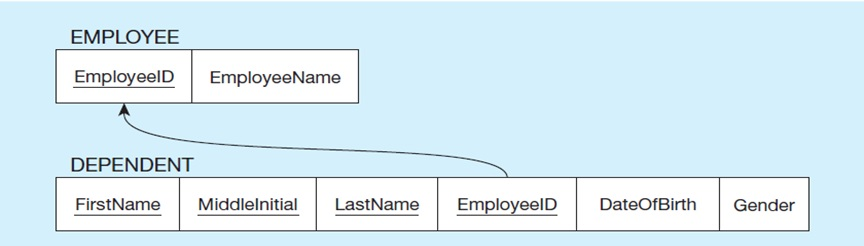 EMPLOYEE
EmployeeID EmployeeName
DEPENDENT
FirstName MiddleInitial LastName EmployeeID DateOfBirth Gender